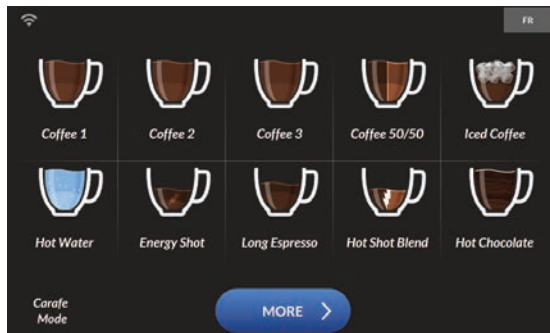 FR
Coffee 1
Coffee 2
Coffee 3
Coffee 50/50
Iced Coffee
Hot Water
Energy Shot
Long Espresso
Hot Shot Blend
Hot Chocolate
Carafe
Mode
MORE